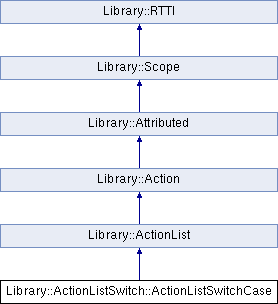 Library::RTTI
Library::Scope
Library::Attributed
Library::Action
Library::ActionList
Library::ActionListSwitch::ActionListSwitchCase